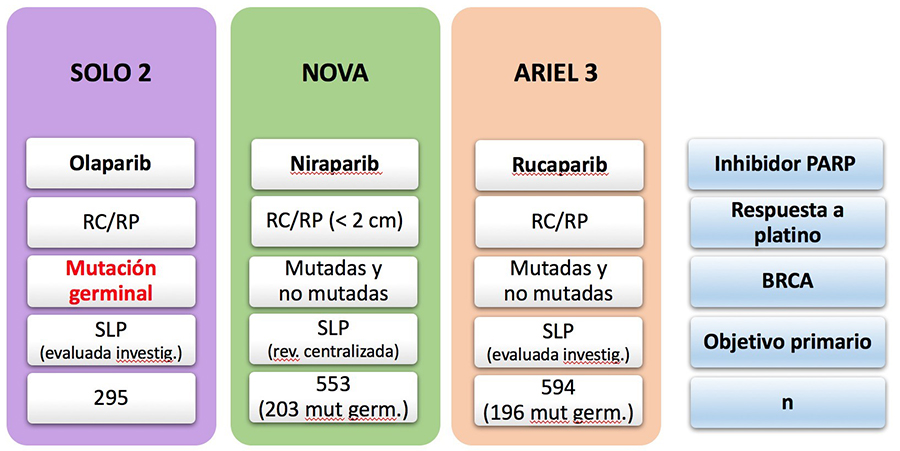 SOLO 2
NOVA
ARIEL 3
Olaparib
Niraparib
Rucaparib
Inhibidor PARP
RC/RP
RC/RP (< 2 cm)
RC/RP
Respuesta a
platino
Mutación
germinal
Mutadas y
no mutadas
Mutadas y
no mutadas
BRCA
SLP
(evaluada investig.)
SLP
(rev. centralizada)
SLP
(evaluada investig.)
Objetivo primario
295
553
(203 mut germ.)
594
(196 mut germ.)
n